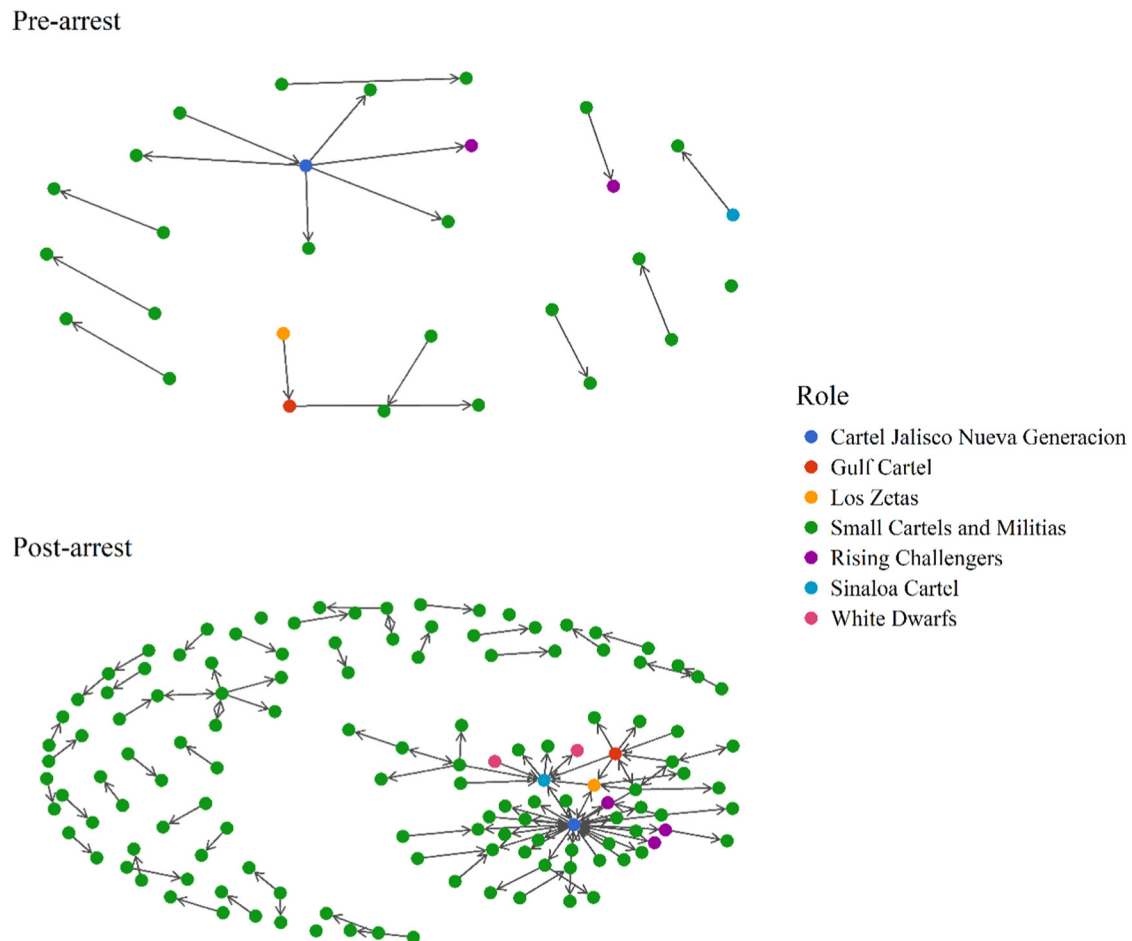 Pre-arrest
Role
Cartel Jalisco Nueva Generacion
Gulf Cartel
Los Zetas
Small Cartels and Militias
Rising Challengers
Sinaloa Cartel
White Dwarfs
Post-arrest